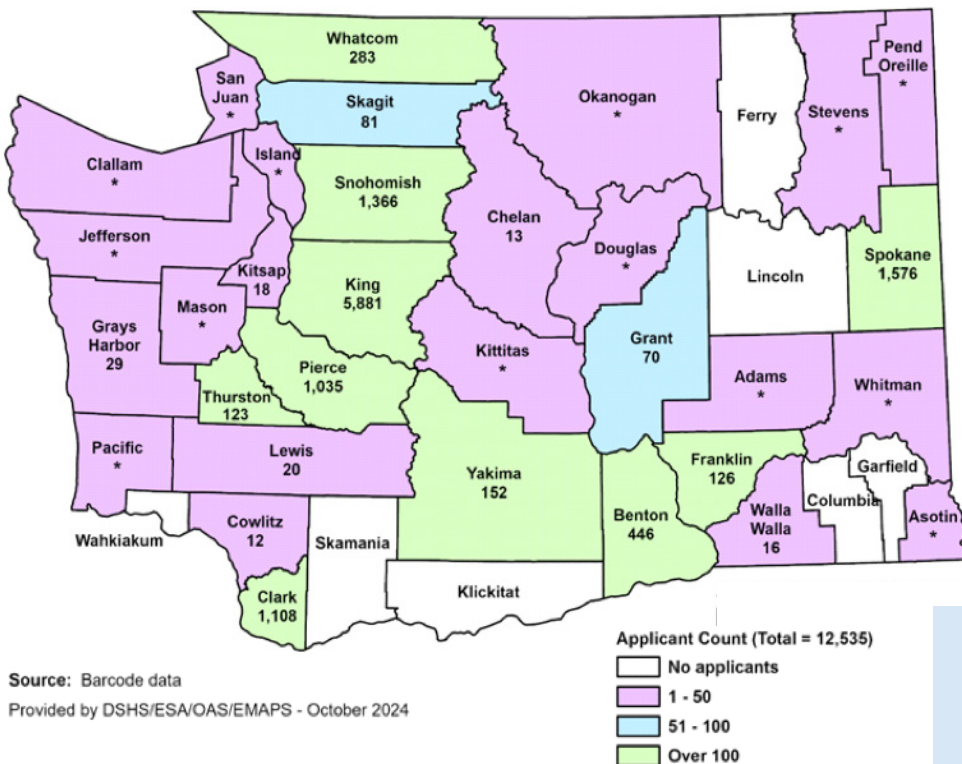 Whatcom
283
San
Juan
*
Skagit
81
Okanogan
*
Ferry
Stevens
*
Pend
Oreille
*
Clallam
*
Island
*
Snohomish
1,366
Chelan
13
Douglas
*
Jefferson
*
Kitsap
18
King
5,881
Lincoln
Spokane
1,576
Mason
*
Grays
Harbor
29
Kittitas
*
Grant
70
Adams
*
Whitman
*
Pierce
1,035
Thurston
123
Pacific
*
Lewis
20
Yakima
152
Franklin
126
Garfield
Columbia
Benton
446
Walla
Walla
16
Asotin
*
Wahkiakum
Cowlitz
12
Skamania
Klickitat
Clark
1,108
Applicant Count (Total = 12,535)
No applicants
1 - 50
51 - 100
Over 100
Source: Barcode data
Provided by DSHS/ESA/OAS/EMAPS - October 2024